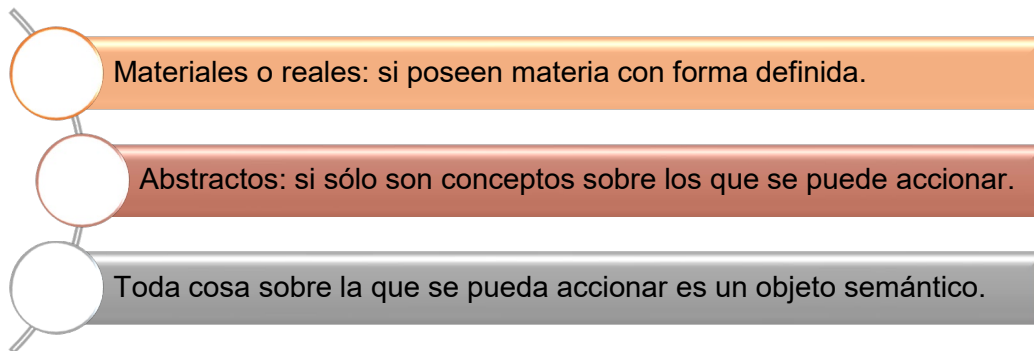 Materiales o reales: si poseen materia con forma definida.
Abstractos: si sólo son conceptos sobre los que se puede accionar.
Toda cosa sobre la que se pueda accionar es un objeto semántico.